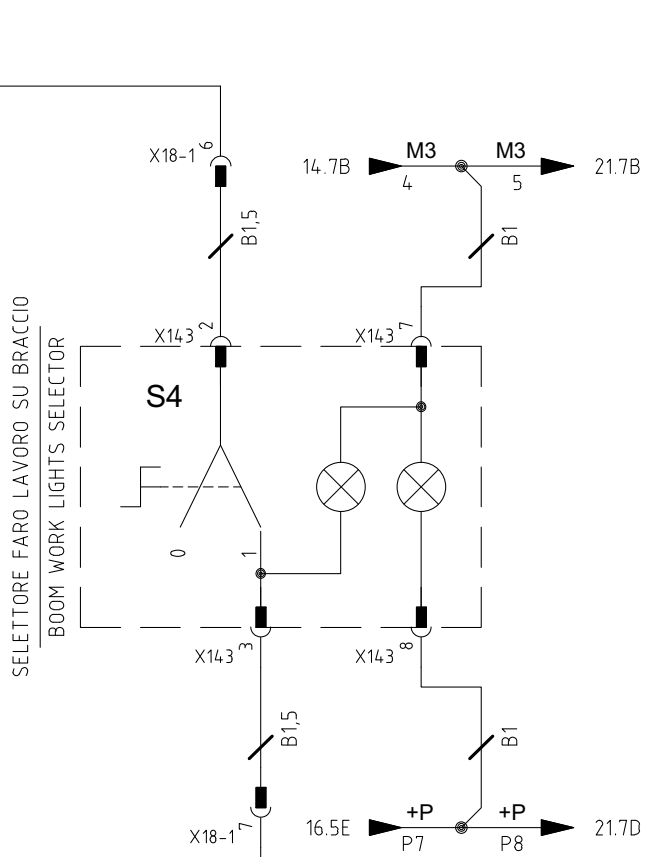 6
X18-1
B1,5
14.7B
M3
4
M3
5
21.7B
B1
X143
2
X143
7
SELETTORE FARO LAVORO SU BRACCIO
BOOM WORK LIGHTS SELECTOR
S4
0
1
X143
3
X143
8
B1,5
B1
X18-1
7
16.5E
+P
P7
+P
P8
21.7D